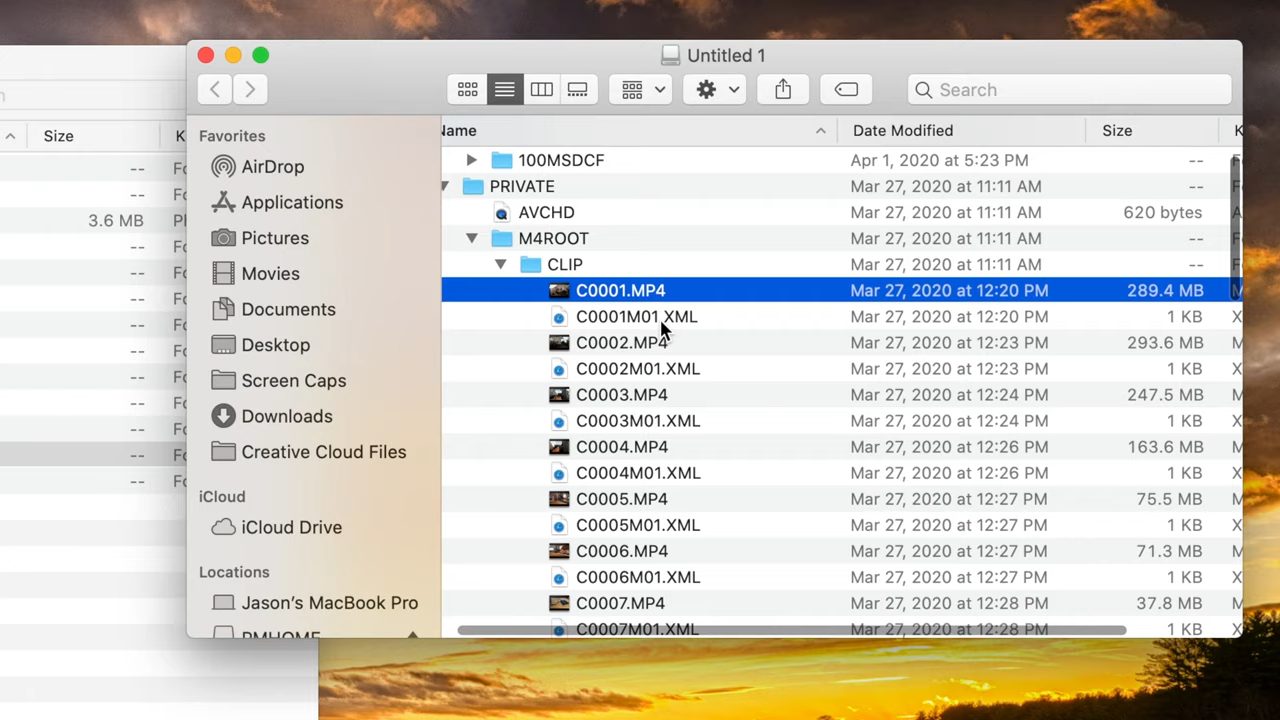 Untitled 1
Search
Size
Favorites
AirDrop
Applications
Pictures
Movies
Documents
Desktop
Screen Caps
Downloads
Creative Cloud Files
iCloud
iCloud Drive
Locations
Jason's MacBook Pro
-- Fo
-- Fo
3.6 MB
Name Date Modified Size
100MSDCF Apr 1, 2020 at 5:23 PM --
PRIVATE Mar 27, 2020 at 11:11 AM --
AVCHD Mar 27, 2020 at 11:11 AM 620 bytes
M4ROOT Mar 27, 2020 at 11:11 AM --
CLIP Mar 27, 2020 at 11:11 AM --
C0001.MP4 Mar 27, 2020 at 12:20 PM 289.4 MB
C0001M01.XML Mar 27, 2020 at 12:20 PM 1 KB
C0002.MP4 Mar 27, 2020 at 12:23 PM 293.6 MB
C0002M01.XML Mar 27, 2020 at 12:23 PM 1 KB
C0003.MP4 Mar 27, 2020 at 12:24 PM 247.5 MB
C0003M01.XML Mar 27, 2020 at 12:24 PM 1 KB
C0004.MP4 Mar 27, 2020 at 12:26 PM 163.6 MB
C0004M01.XML Mar 27, 2020 at 12:26 PM 1 KB
C0005.MP4 Mar 27, 2020 at 12:27 PM 75.5 MB
C0005M01.XML Mar 27, 2020 at 12:27 PM 1 KB
C0006.MP4 Mar 27, 2020 at 12:27 PM 71.3 MB
C0006M01.XML Mar 27, 2020 at 12:27 PM 1 KB
C0007.MP4 Mar 27, 2020 at 12:28 PM 37.8 MB
C0007M01.XML Mar 27, 2020 at 12:28 PM 1 KB